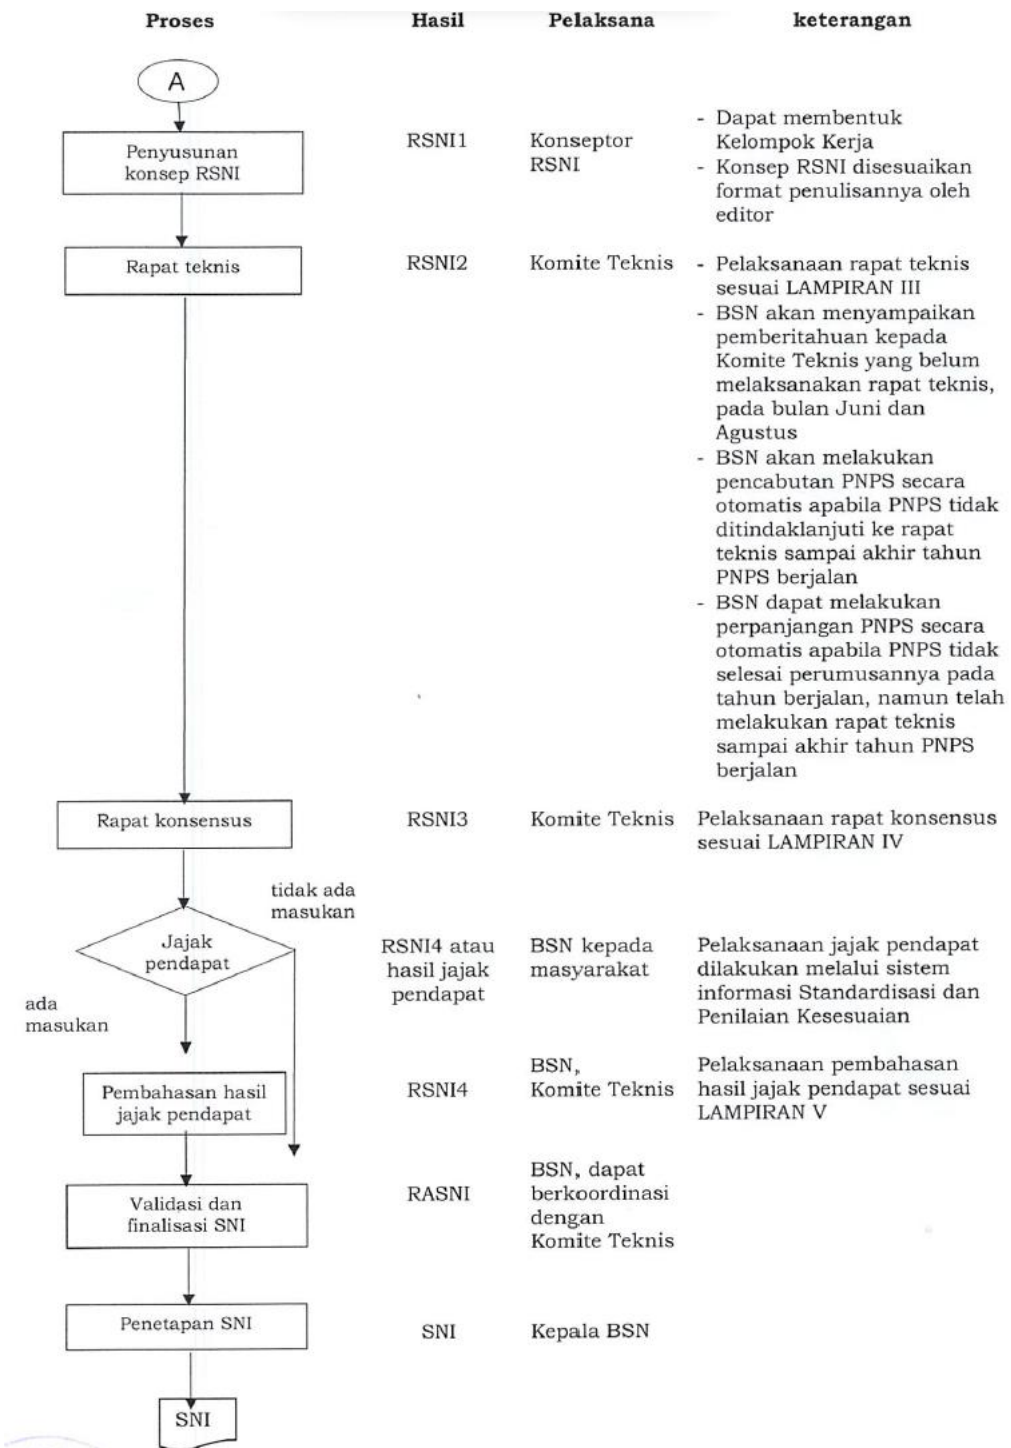 Proses Hasil Pelaksana keterangan
A
Penyusunan
konsep RSNI
RSNI1
Konseptor
RSNI
- Dapat membentuk
Kelompok Kerja
- Konsep RSNI disesuaikan
format penulisannya oleh
editor
Rapat teknis
RSNI2
Komite Teknis
- Pelaksanaan rapat teknis
sesuai LAMPIRAN III
- BSN akan menyampaikan
pemberitahuan kepada
Komite Teknis yang belum
melaksanakan rapat teknis,
pada bulan Juni dan
Agustus
- BSN akan melakukan
pencabutan PNPS secara
otomatis apabila PNPS tidak
ditindaklanjuti ke rapat
teknis sampai akhir tahun
PNPS berjalan
- BSN dapat melakukan
perpanjangan PNPS secara
otomatis apabila PNPS tidak
selesai perumusannya pada
tahun berjalan, namun telah
melakukan rapat teknis
sampai akhir tahun PNPS
berjalan
Rapat konsensus
RSNI3
Komite Teknis
Pelaksanaan rapat konsensus
sesuai LAMPIRAN IV
tidak ada
masukan
Jajak
pendapat
ada
masukan
RSNI4 atau
hasil jajak
pendapat
BSN kepada
masyarakat
Pelaksanaan jajak pendapat
dilakukan melalui sistem
informasi Standardisasi dan
Penilaian Kesesuaian
Pembahasan hasil
jajak pendapat
RSNI4
BSN,
Komite Teknis
Pelaksanaan pembahasan
hasil jajak pendapat sesuai
LAMPIRAN V
Validasi dan
finalisasi SNI
RASNI
BSN, dapat
berkoordinasi
dengan
Komite Teknis
Penetapan SNI
SNI
Kepala BSN
SNI